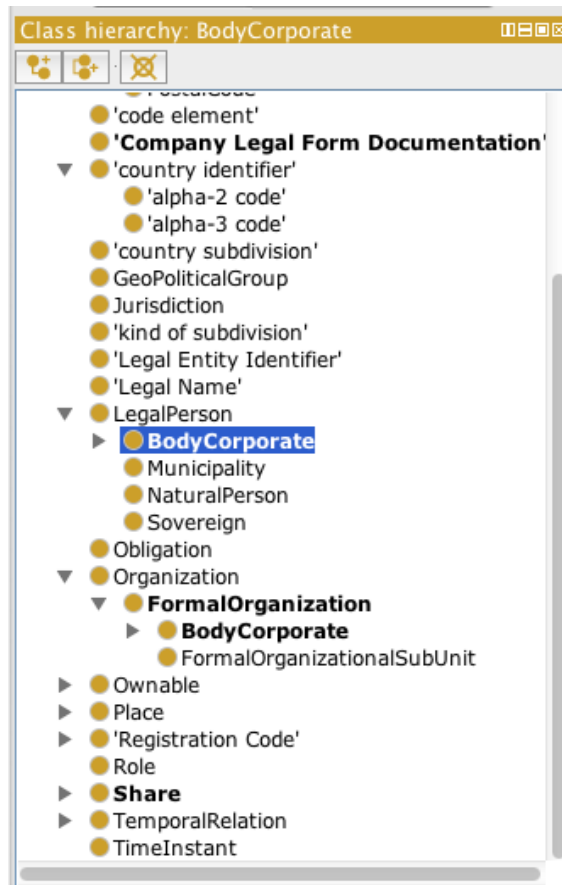 Class hierarchy: BodyCorporate
PostalCode
'code element'
'Company Legal Form Documentation'
'country identifier'
'alpha-2 code'
'alpha-3 code'
'country subdivision'
GeoPoliticalGroup
Jurisdiction
'kind of subdivision'
'Legal Entity Identifier'
'Legal Name'
LegalPerson
BodyCorporate
Municipality
NaturalPerson
Sovereign
Obligation
Organization
FormalOrganization
BodyCorporate
FormalOrganizationalSubUnit
Ownable
Place
'Registration Code'
Role
Share
TemporalRelation
TimeInstant